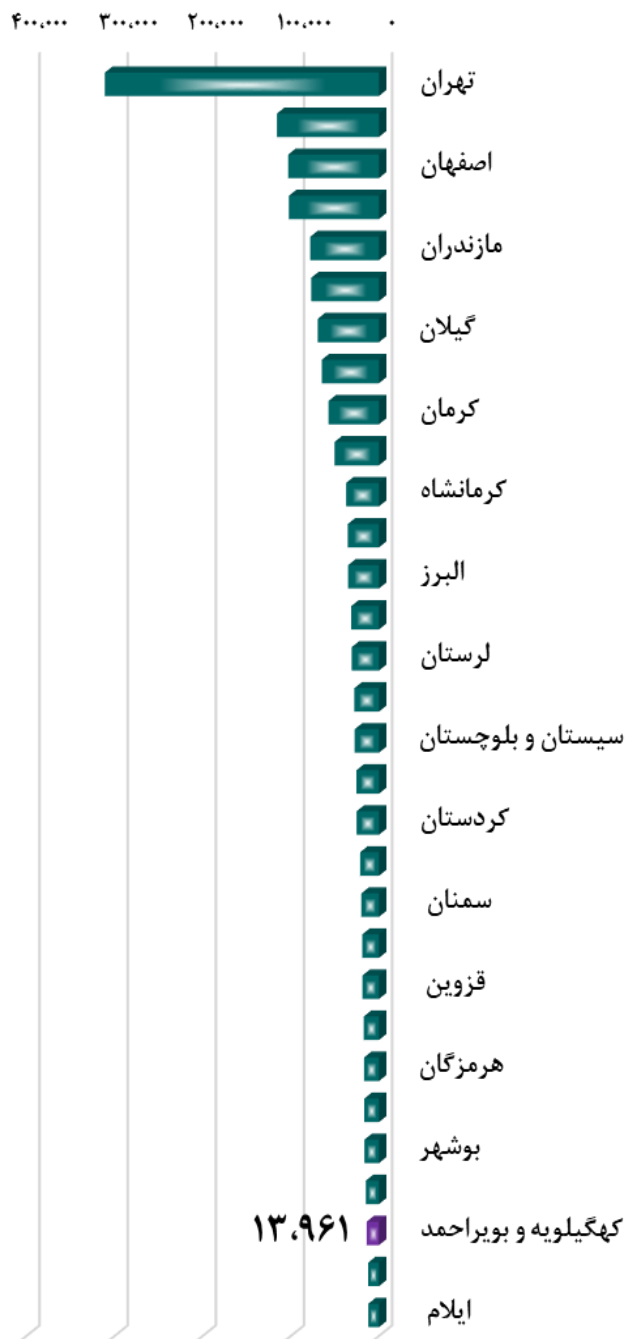 ۴۰۰،۰۰۰ ۳۰۰،۰۰۰ ۲۰۰،۰۰۰ ۱۰۰،۰۰۰ ۰
تهران
اصفهان
مازندران
گیلان
کرمان
کرمانشاه
البرز
لرستان
سیستان و بلوچستان
کردستان
سمنان
قزوین
هرمزگان
بوشهر
کهگیلویه و بویراحمد
۱۳،۹۶۱
ایلام